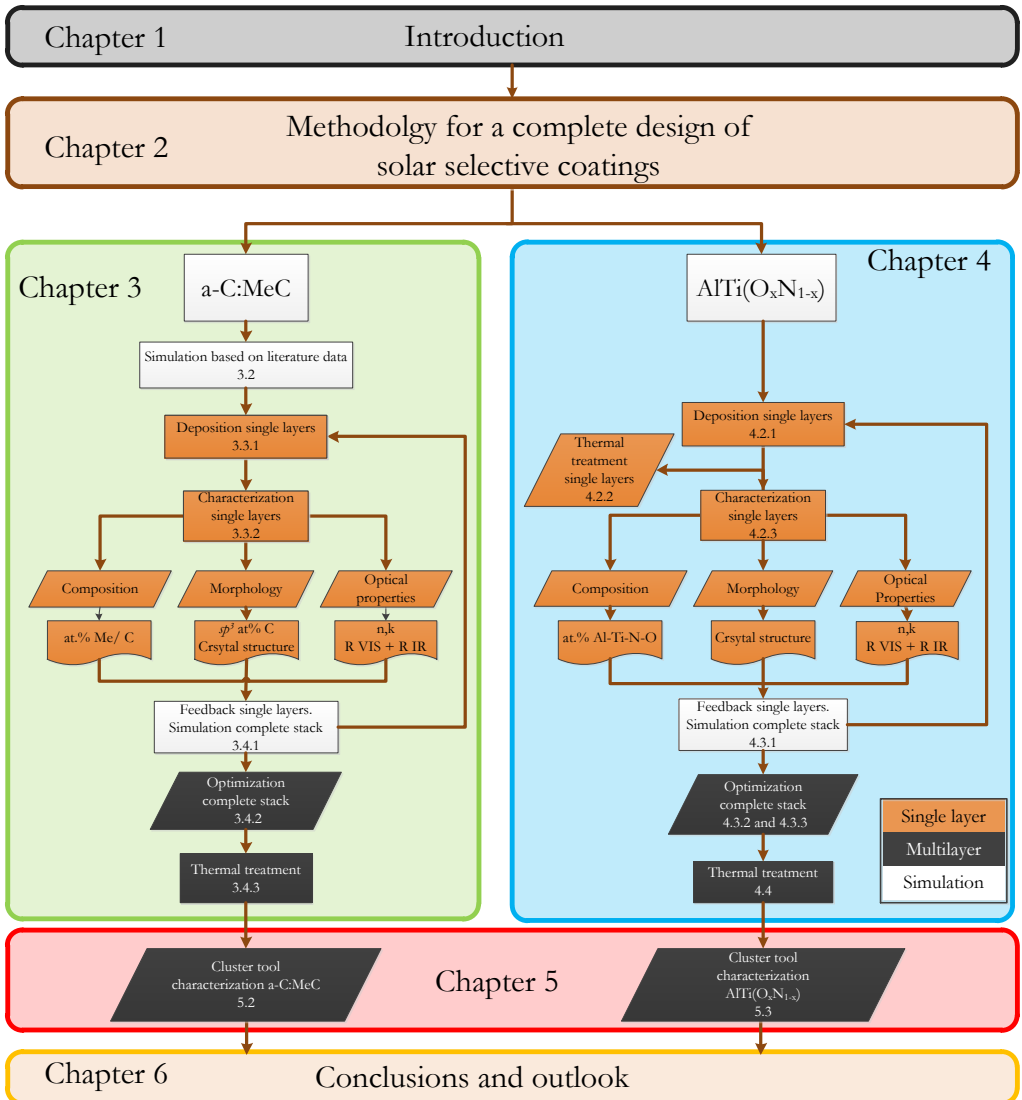 Chapter 1
Introduction
Chapter 2
Methodolgy for a complete design of
solar selective coatings
Chapter 3
a-C:MeC
Simulation based on literature data
3.2
Deposition single layers
3.3.1
Characterization
single layers
3.3.2
Composition
Morphology
Optical
properties
at.% Me/ C
sp³ at% C
Crsytal structure
n,k
R VIS + R IR
Feedback single layers.
Simulation complete stack
3.4.1
Optimization
complete stack
3.4.2
Thermal treatment
3.4.3
Chapter 4
AlTi(OₓN₁₋ₓ)
Deposition single layers
4.2.1
Thermal
treatment
single layers
4.2.2
Characterization
single layers
4.2.3
Composition
Morphology
Optical
Properties
at.% Al-Ti-N-O
Crsytal structure
n,k
R VIS + R IR
Feedback single layers.
Simulation complete stack
4.3.1
Optimization
complete stack
4.3.2 and 4.3.3
Thermal treatment
4.4
Single layer
Multilayer
Simulation
Cluster tool
characterization a-C:MeC
5.2
Chapter 5
Cluster tool
characterization
AlTi(OₓN₁₋ₓ)
5.3
Chapter 6
Conclusions and outlook